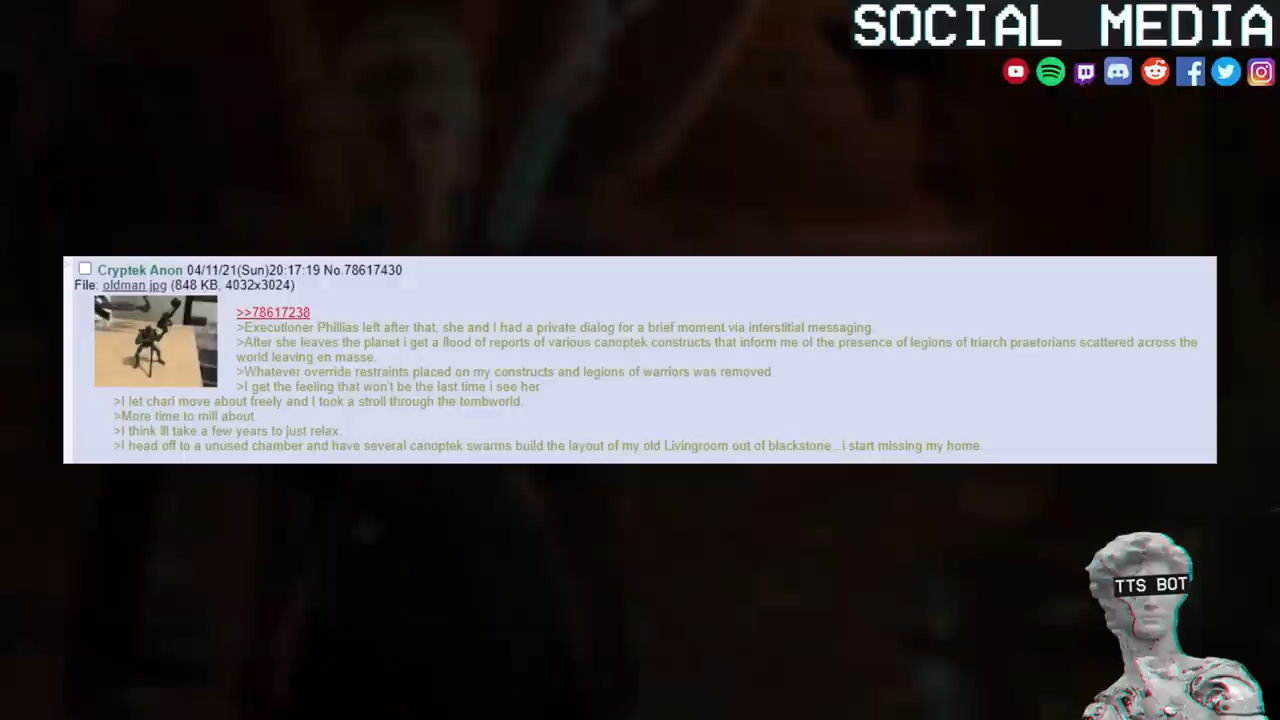 SOCIAL MEDIA
Cryptek Anon 04/11/21(Sun)20:17:19 No.78617430
File: oldman.jpg (848 KB, 4032x3024)
>>78617238
>Executioner Phillias left after that, she and I had a private dialog for a brief moment via interstitial messaging.
>After she leaves the planet i get a flood of reports of various canoptek constructs that inform me of the presence of legions of triarch praetorians scattered across the
world leaving en masse.
>Whatever override restraints placed on my constructs and legions of warriors was removed
>I get the feeling that won't be the last time i see her
>I let chari move about freely and I took a stroll through the tombworld.
>More time to mill about.
>I think Ill take a few years to just relax.
>I head off to a unused chamber and have several canoptek swarms build the layout of my old Livingroom out of blackstone...I start missing my home
TTS BOT